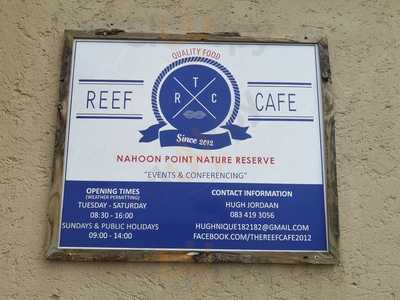 QUALITY FOOD
T
R C
REEF CAFE
Since 2012
NAHOON POINT NATURE RESERVE
"EVENTS & CONFERENCING"
OPENING TIMES
(WEATHER PERMITTING)
TUESDAY - SATURDAY
08:30 - 16:00
SUNDAYS & PUBLIC HOLIDAYS
09:00 - 14:00
CONTACT INFORMATION
HUGH JORDAAN
083 419 3056
HUGHNIQUE182182@GMAIL.COM
FACEBOOK.COM/THEREEFCAFE2012